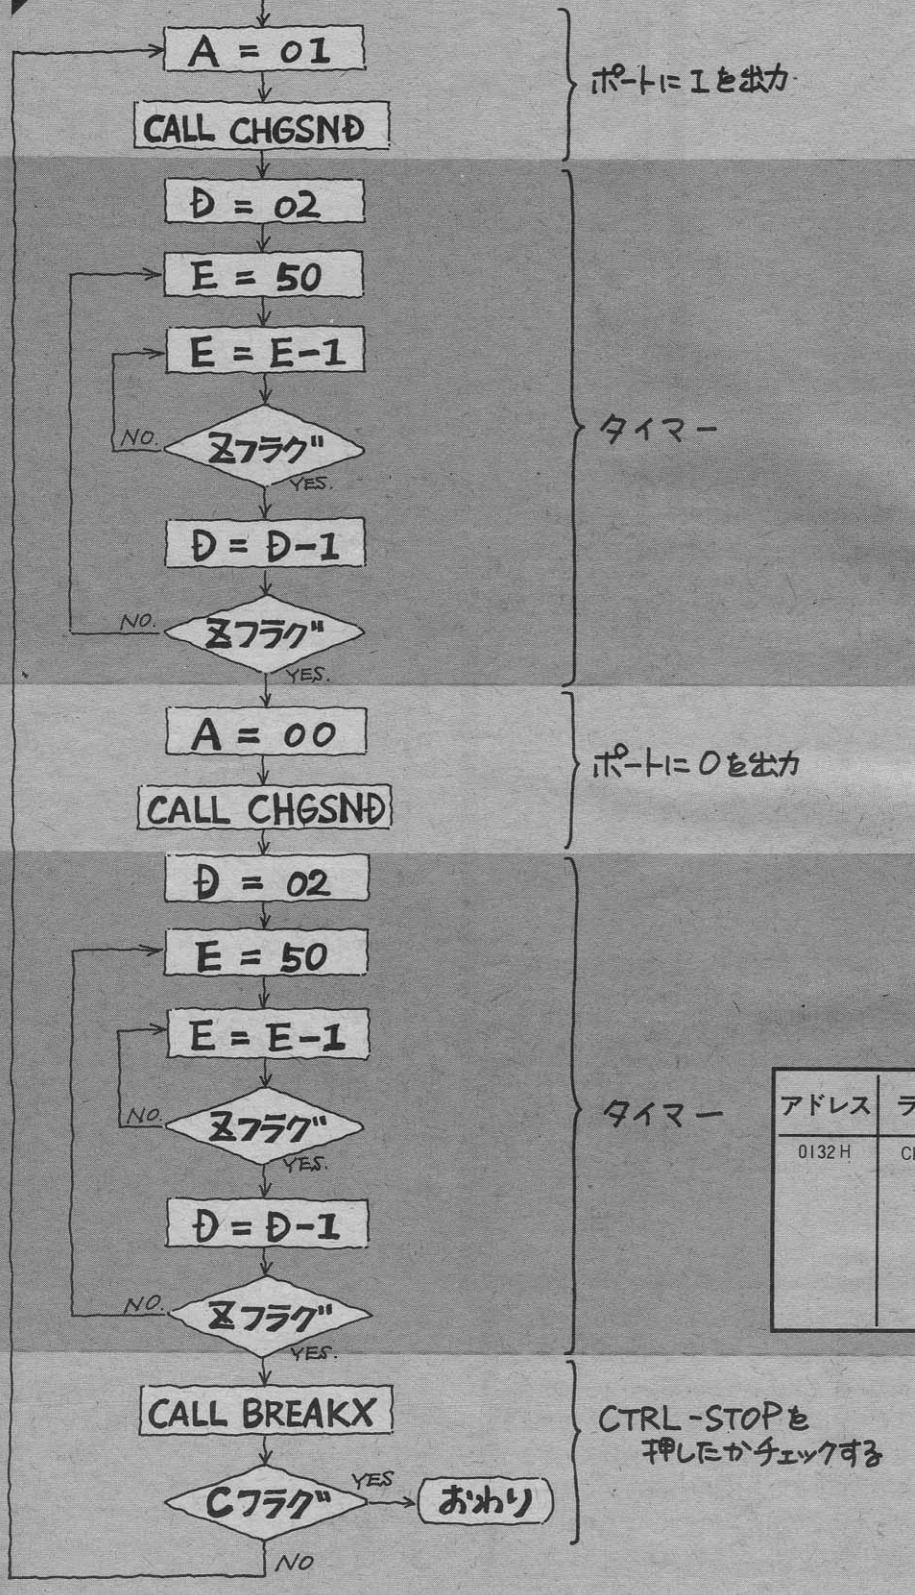 A = 01
ポートに1を出力
CALL CHGSND
D = 02
E = 50
E = E-1
NO.
Zフラグ
YES.
タイマー
D = D-1
NO.
Zフラグ
YES.
A = 00
ポートに0を出力
CALL CHGSND
D = 02
E = 50
E = E-1
NO.
Zフラグ
YES.
タイマー
アドレス
ラ
0132H
D = D-1
NO.
Zフラグ
YES.
CALL BREAKX
CTRL-STOPを
押したかチェックする
Cフラグ
YES
おわり
NO